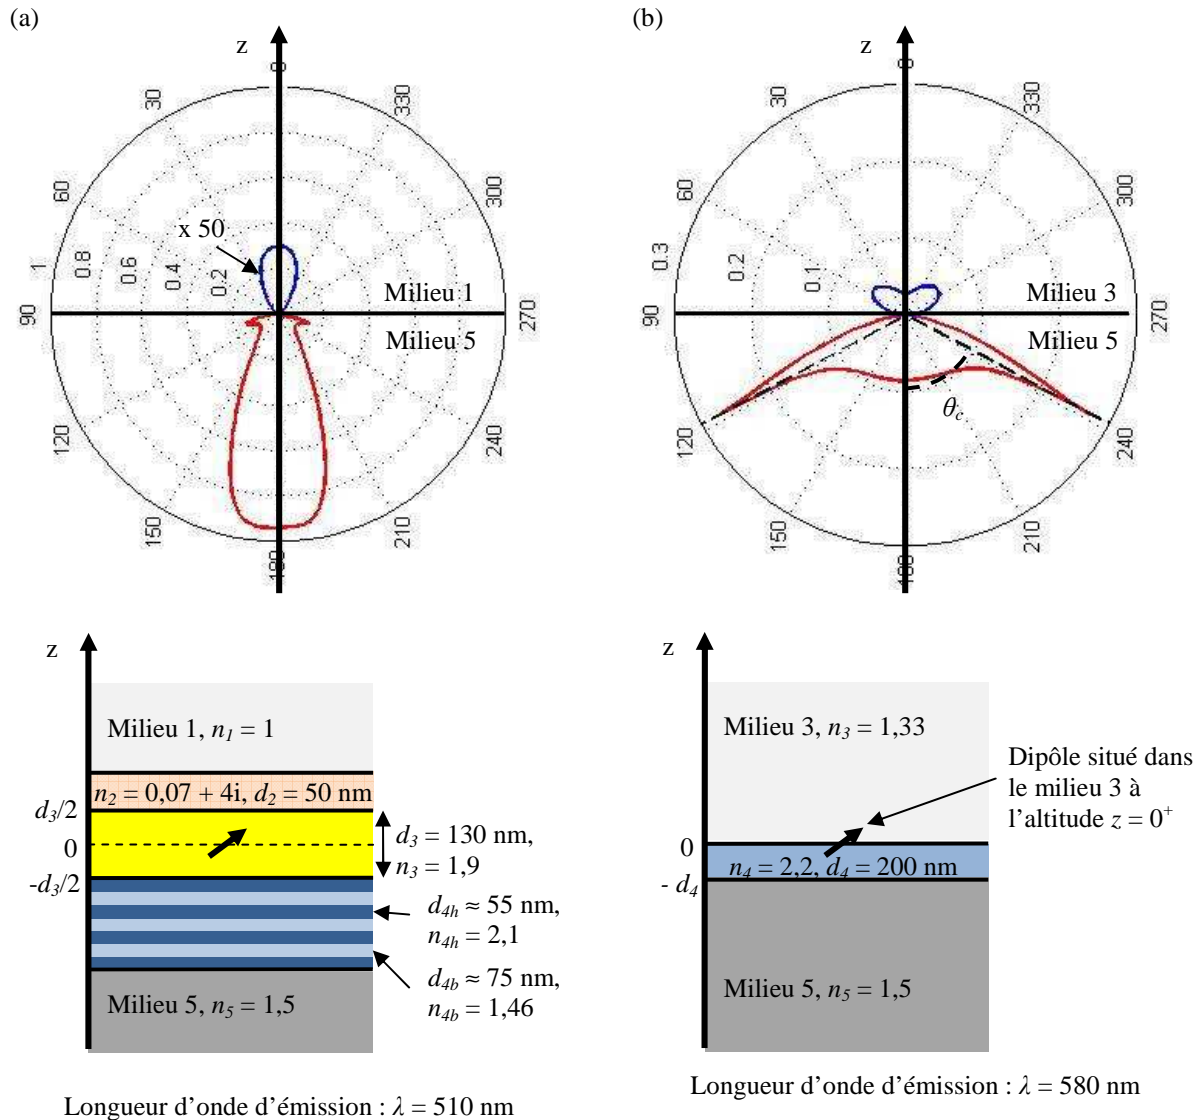 (a)
(b)
z
z
0
30
330
60
300
x 50
1
0.8
0.6
0.4
0.2
Milieu 1
90
270
Milieu 5
120
240
150
210
180
0
30
330
60
300
0.3
0.2
0.1
Milieu 3
90
270
Milieu 5
θc
120
240
150
210
180
z
Milieu 1, n1 = 1
n2 = 0,07 + 4i, d2 = 50 nm
d3/2
0
-d3/2
d3 = 130 nm,
n3 = 1,9
d4h ≈ 55 nm,
n4h = 2,1
d4b ≈ 75 nm,
n4b = 1,46
Milieu 5, n5 = 1,5
Longueur d’onde d’émission : λ = 510 nm
z
Milieu 3, n3 = 1,33
Dipôle situé dans
le milieu 3 à
l’altitude z = 0+
0
n4 = 2,2, d4 = 200 nm
- d4
Milieu 5, n5 = 1,5
Longueur d’onde d’émission : λ = 580 nm